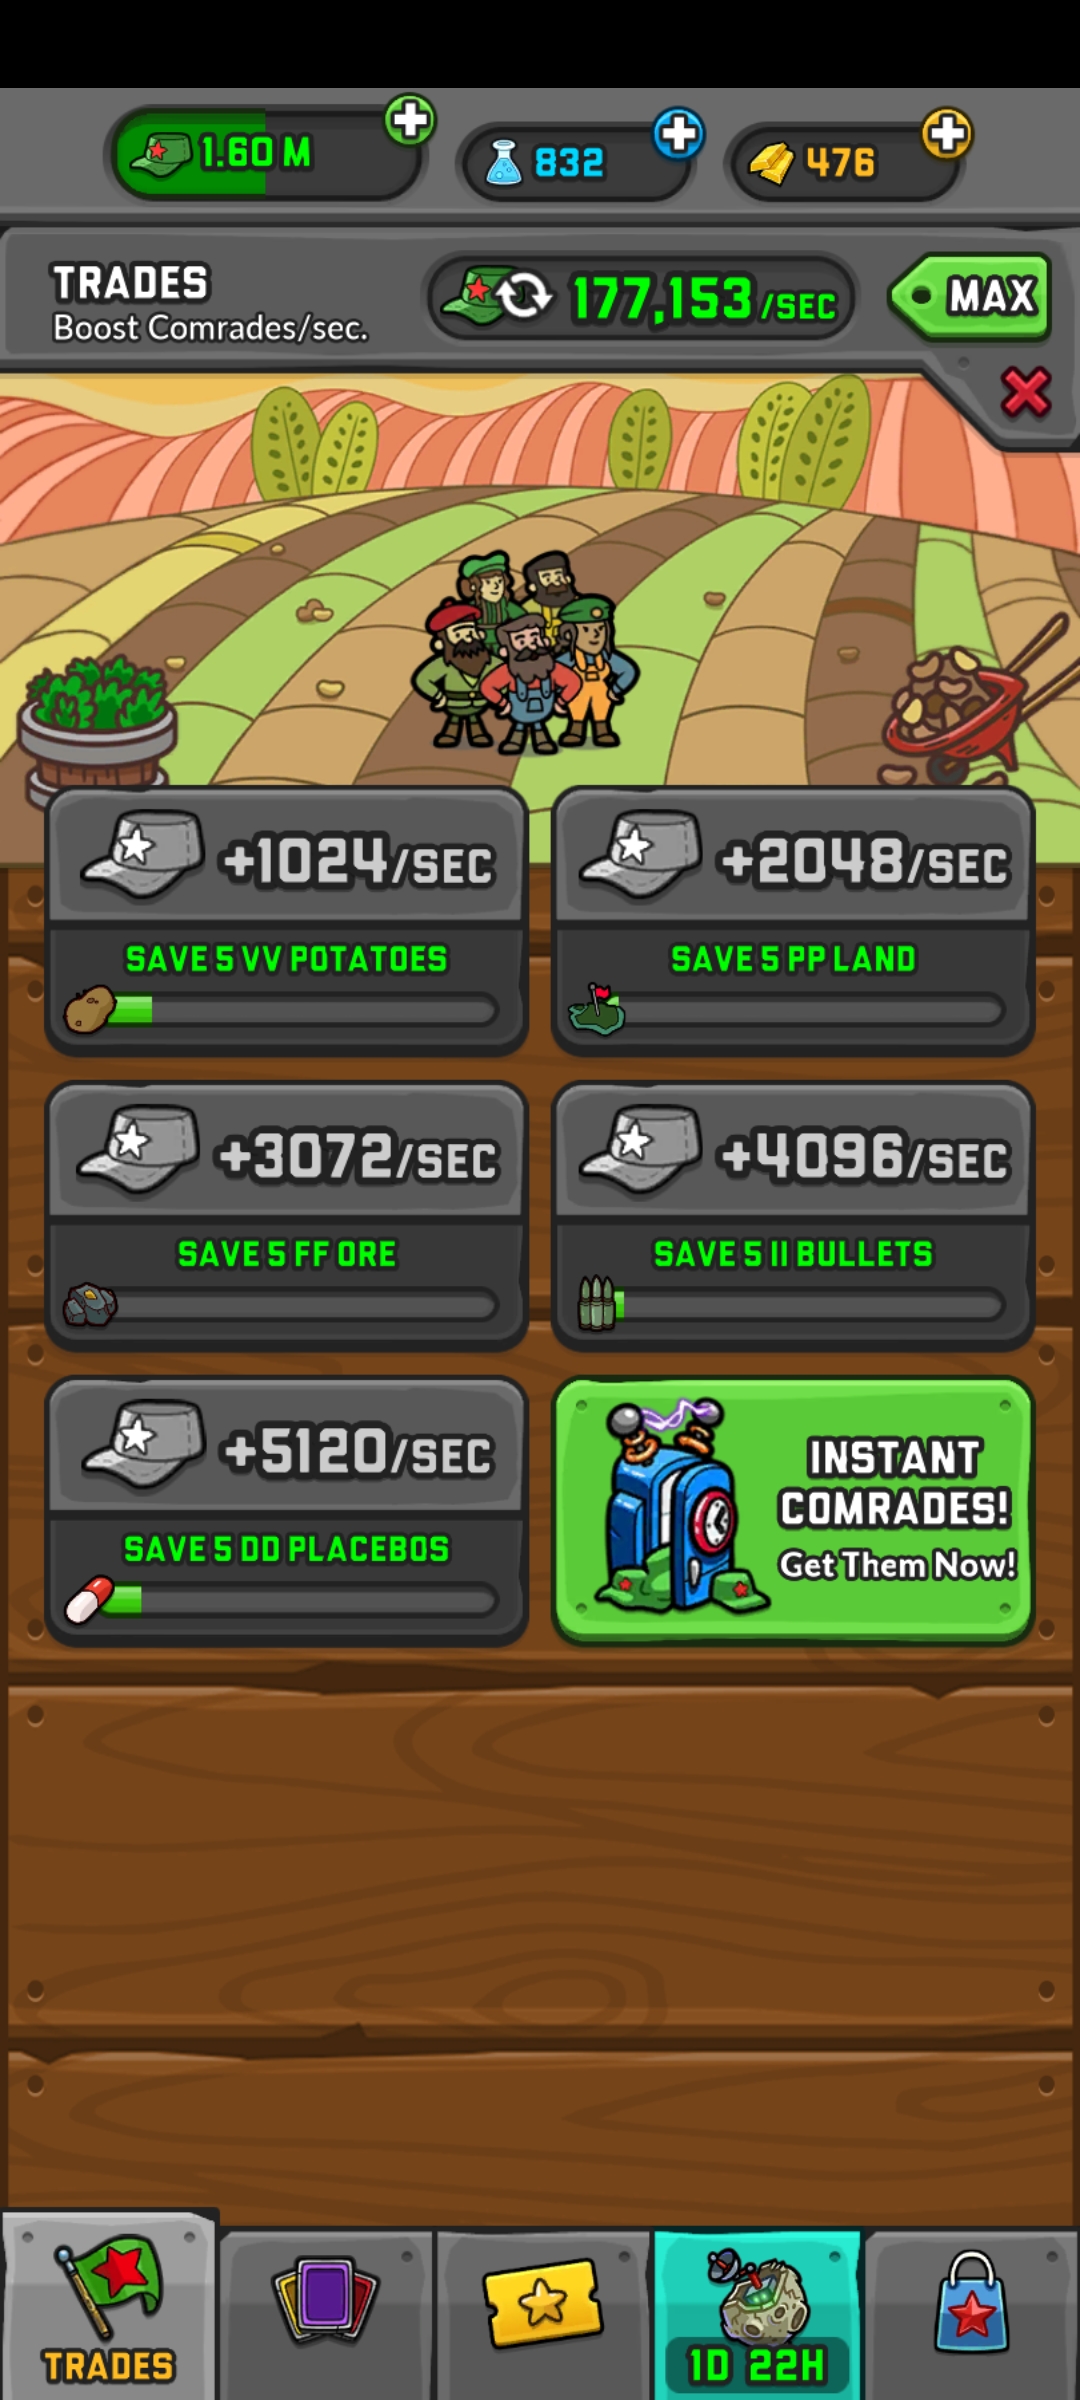 1.60 M
832
476
TRADES
Boost Comrades/sec.
177,153/SEC
MAX
+1024/SEC
SAVE 5 VV POTATOES
+2048/SEC
SAVE 5 PP LAND
+3072/SEC
SAVE 5 FF ORE
+4096/SEC
SAVE 5 II BULLETS
+5120/SEC
SAVE 5 DD PLACEBOS
INSTANT
COMRADES!
Get Them Now!
TRADES
1D 22H